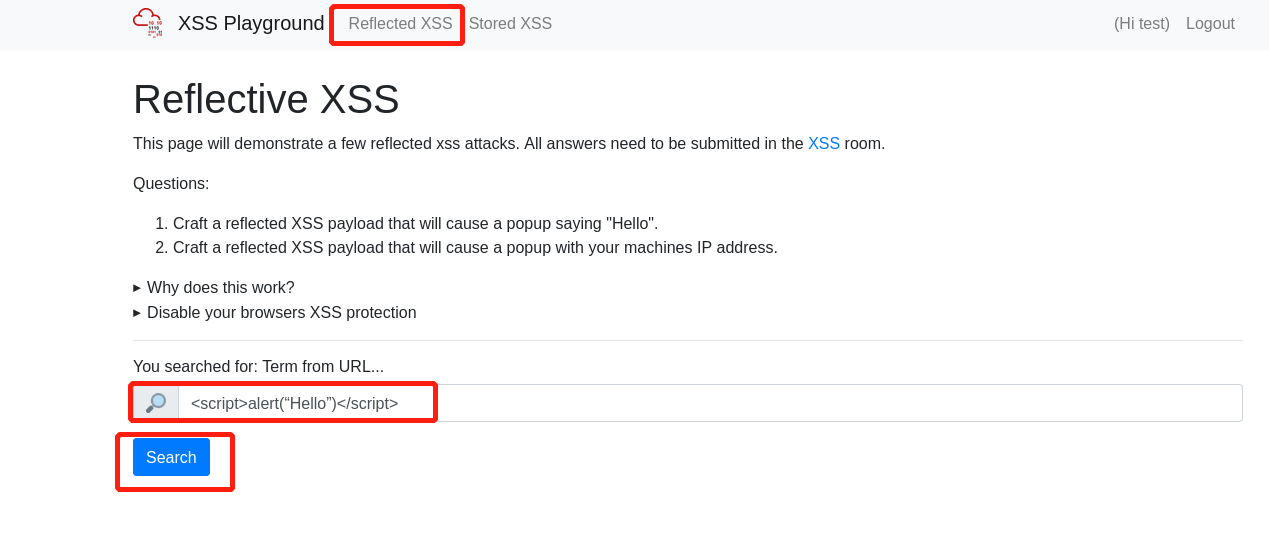 XSS Playground Reflected XSS Stored XSS (Hi test) Logout
Reflective XSS
This page will demonstrate a few reflected xss attacks. All answers need to be submitted in the XSS room.
Questions:
1. Craft a reflected XSS payload that will cause a popup saying "Hello".
2. Craft a reflected XSS payload that will cause a popup with your machines IP address.
▸ Why does this work?
▸ Disable your browsers XSS protection
You searched for: Term from URL...
<script>alert(“Hello”)</script>
Search